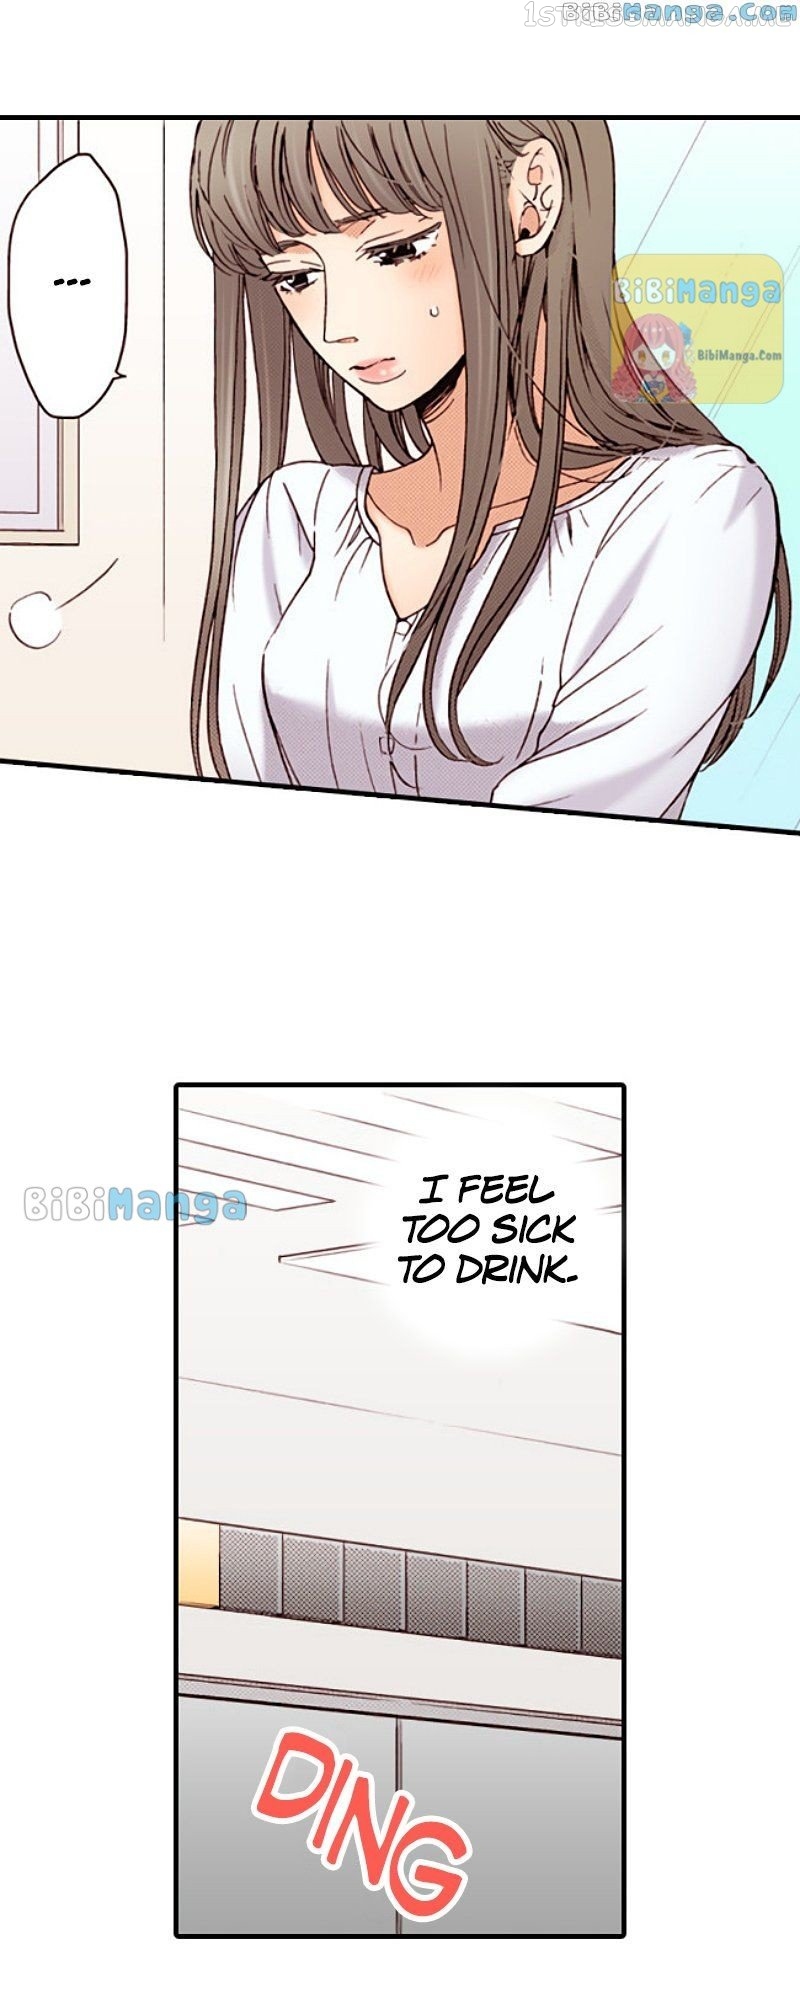 BiBiManga.Com
1STKISSMANGA.ME
...
BiBiManga
BibiManga.Com
BiBiManga
I FEEL
TOO SICK
TO DRINK.
DING